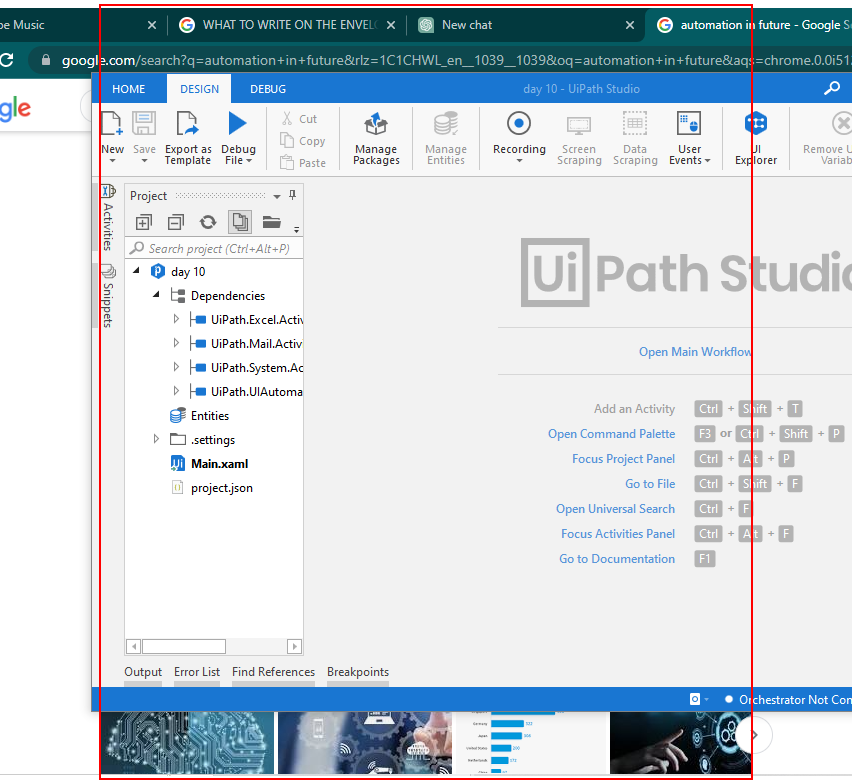 be Music
WHAT TO WRITE ON THE ENVEL
New chat
automation in future - Google Se
google.com/search?q=automation+in+future&rlz=1C1CHWL_en__1039__1039&oq=automation+in+future&aqs=chrome.0.0i51
gle
HOME DESIGN DEBUG day 10 - UiPath Studio
New Save Export as Template Debug File
Cut
Copy
Paste
Manage Packages
Manage Entities
Recording
Screen Scraping
Data Scraping
User Events
UI Explorer
Remove U
Variab
Activities
Snippets
Project
Search project (Ctrl+Alt+P)
day 10
Dependencies
UiPath.Excel.Activ
UiPath.Mail.Activ
UiPath.System.Ac
UiPath.UIAutoma
Entities
.settings
Main.xaml
project.json
UiPath Studio
Open Main Workflow
Add an Activity Ctrl + Shift + T
Open Command Palette F3 or Ctrl + Shift + P
Focus Project Panel Ctrl + Alt + P
Go to File Ctrl + Shift + F
Open Universal Search Ctrl + F
Focus Activities Panel Ctrl + Alt + F
Go to Documentation F1
Output Error List Find References Breakpoints
Orchestrator Not Con
Germany
Japan
United States
Netherlands